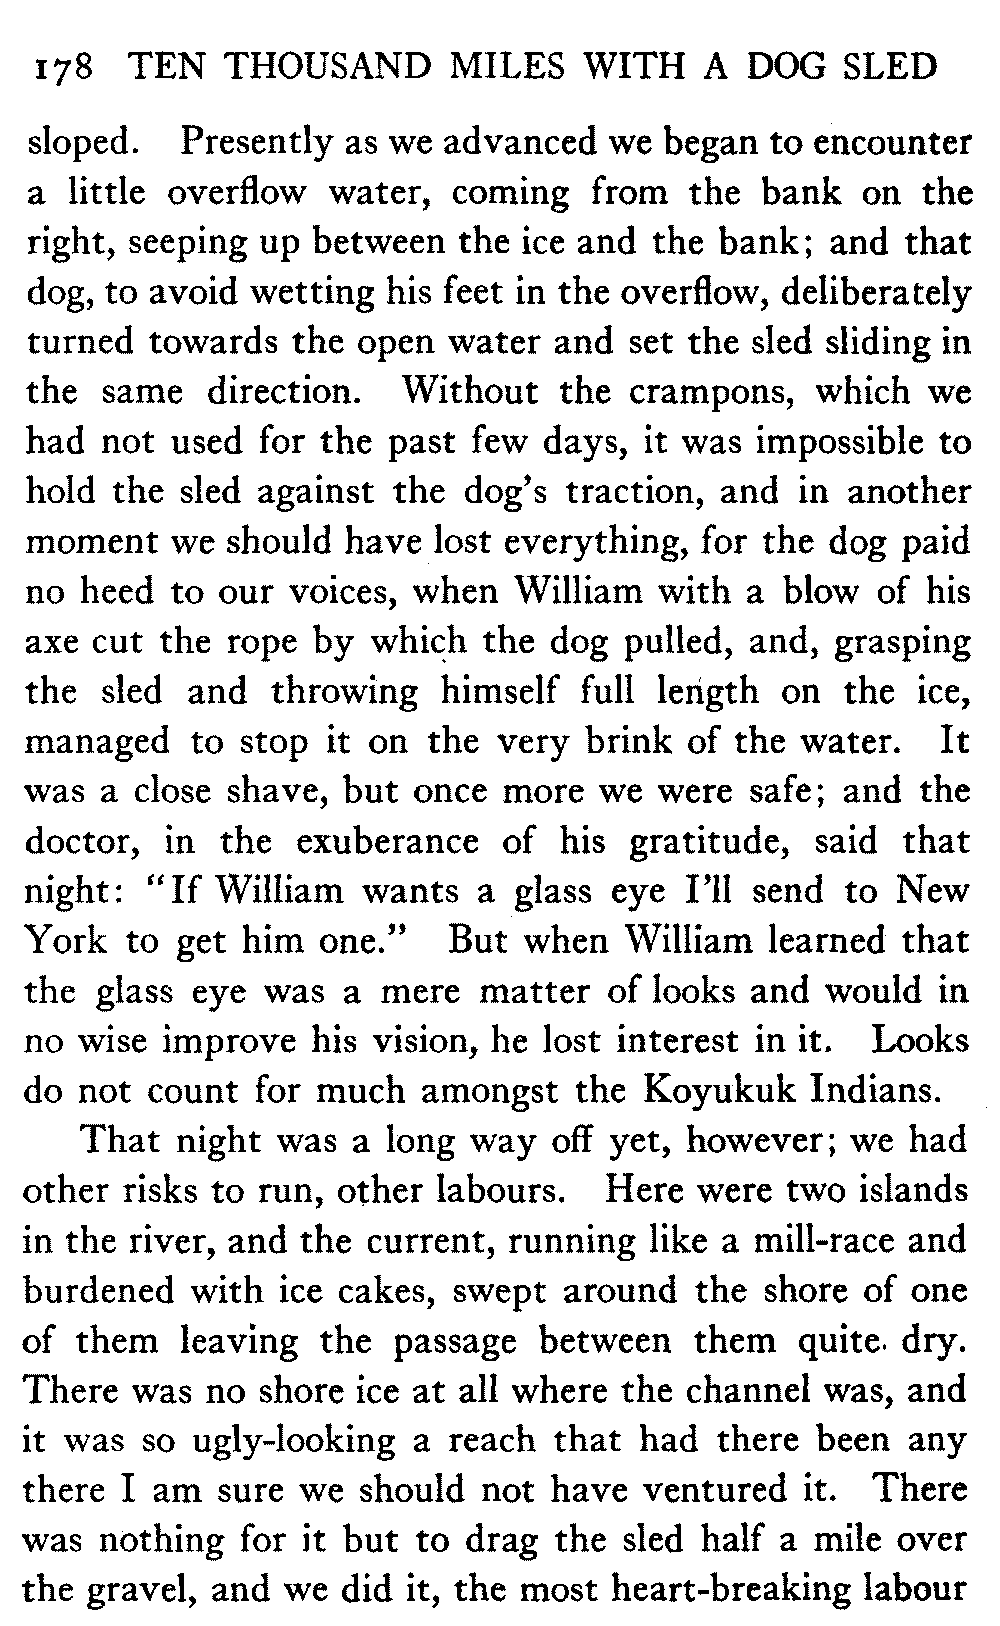 178 TEN THOUSAND MILES WITH A DOG SLED
sloped. Presently as we advanced we began to encounter
a little overflow water, coming from the bank on the
right, seeping up between the ice and the bank; and that
dog, to avoid wetting his feet in the overflow, deliberately
turned towards the open water and set the sled sliding in
the same direction. Without the crampons, which we
had not used for the past few days, it was impossible to
hold the sled against the dog's traction, and in another
moment we should have lost everything, for the dog paid
no heed to our voices, when William with a blow of his
axe cut the rope by which the dog pulled, and, grasping
the sled and throwing himself full length on the ice,
managed to stop it on the very brink of the water. It
was a close shave, but once more we were safe; and the
doctor, in the exuberance of his gratitude, said that
night: "If William wants a glass eye I'll send to New
York to get him one." But when William learned that
the glass eye was a mere matter of looks and would in
no wise improve his vision, he lost interest in it. Looks
do not count for much amongst the Koyukuk Indians.
That night was a long way off yet, however; we had
other risks to run, other labours. Here were two islands
in the river, and the current, running like a mill-race and
burdened with ice cakes, swept around the shore of one
of them leaving the passage between them quite dry.
There was no shore ice at all where the channel was, and
it was so ugly-looking a reach that had there been any
there I am sure we should not have ventured it. There
was nothing for it but to drag the sled half a mile over
the gravel, and we did it, the most heart-breaking labour